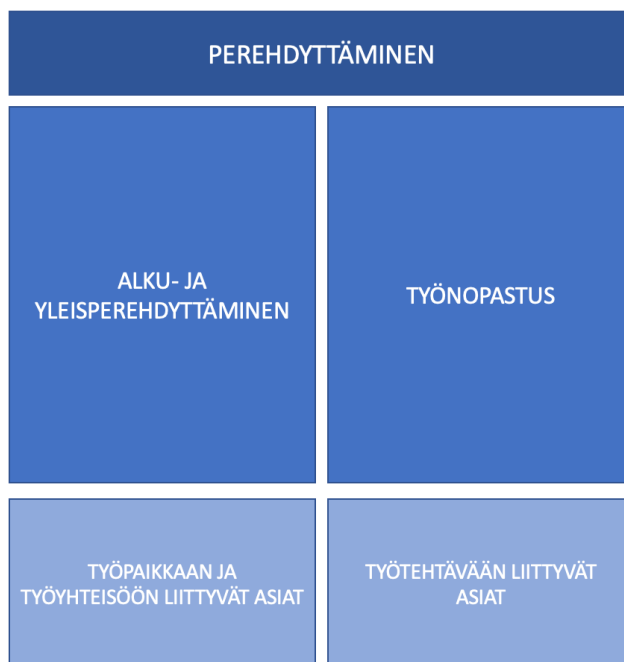 PEREHDYTTÄMINEN
ALKU- JA
YLEISPEREHDYTTÄMINEN
TYÖNOPASTUS
TYÖPAIKKAAN JA
TYÖYHTEISÖÖN LIITTYVÄT ASIAT
TYÖTEHTÄVÄÄN LIITTYVÄT
ASIAT